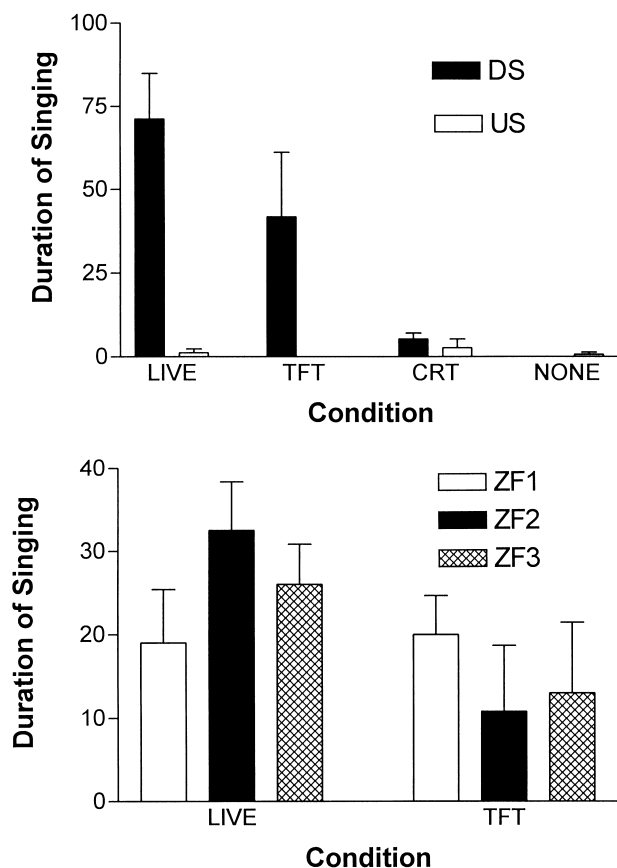 100
75
50
25
0
Duration of Singing
DS
US
LIVE TFT CRT NONE
Condition
40
30
20
10
0
Duration of Singing
ZF1
ZF2
ZF3
LIVE TFT
Condition